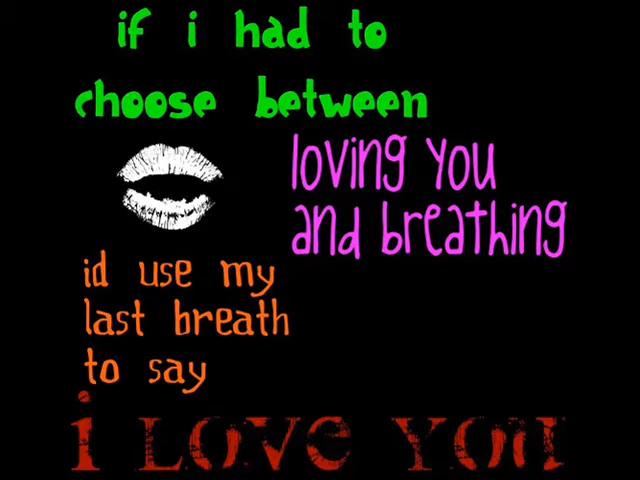 if i had to
choose between
loving you
and breathing
id use my
last breath
to say
i LOVE YOU